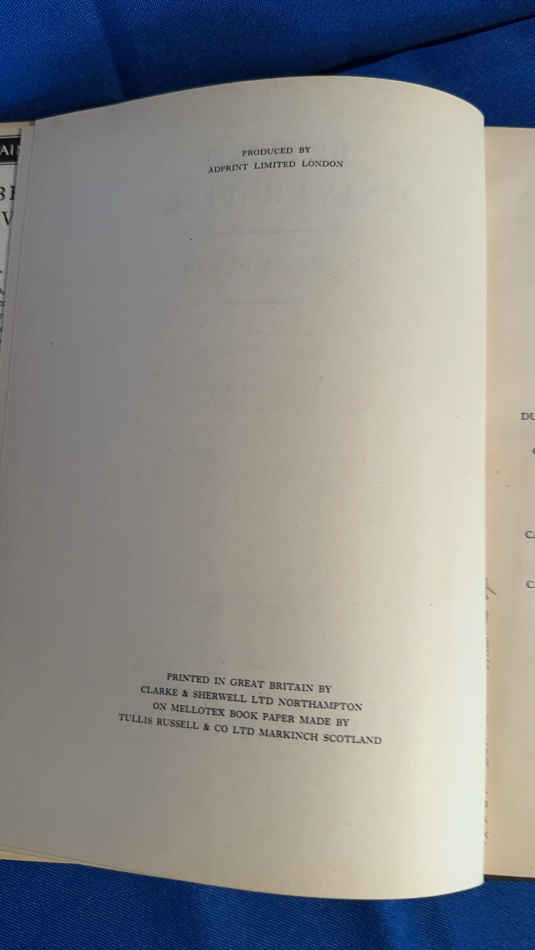 PRODUCED BY
ADPRINT LIMITED LONDON
PRINTED IN GREAT BRITAIN BY
CLARKE & SHERWELL LTD NORTHAMPTON
ON MELLOTEX BOOK PAPER MADE BY
TULLIS RUSSELL & CO LTD MARKINCH SCOTLAND